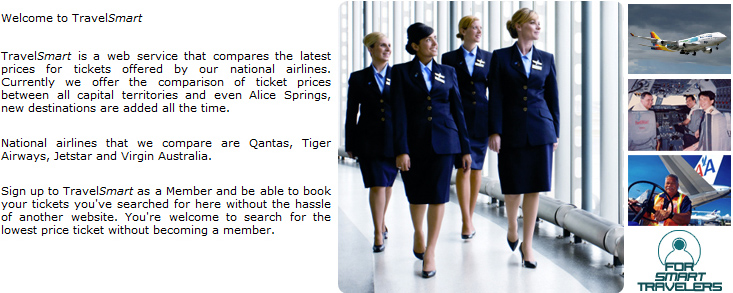 Welcome to TravelSmart
TravelSmart is a web service that compares the latest
prices for tickets offered by our national airlines.
Currently we offer the comparison of ticket prices
between all capital territories and even Alice Springs,
new destinations are added all the time.
National airlines that we compare are Qantas, Tiger
Airways, Jetstar and Virgin Australia.
Sign up to TravelSmart as a Member and be able to book
your tickets you've searched for here without the hassle
of another website. You're welcome to search for the
lowest price ticket without becoming a member.
AA
FOR
SMART
TRAVELERS